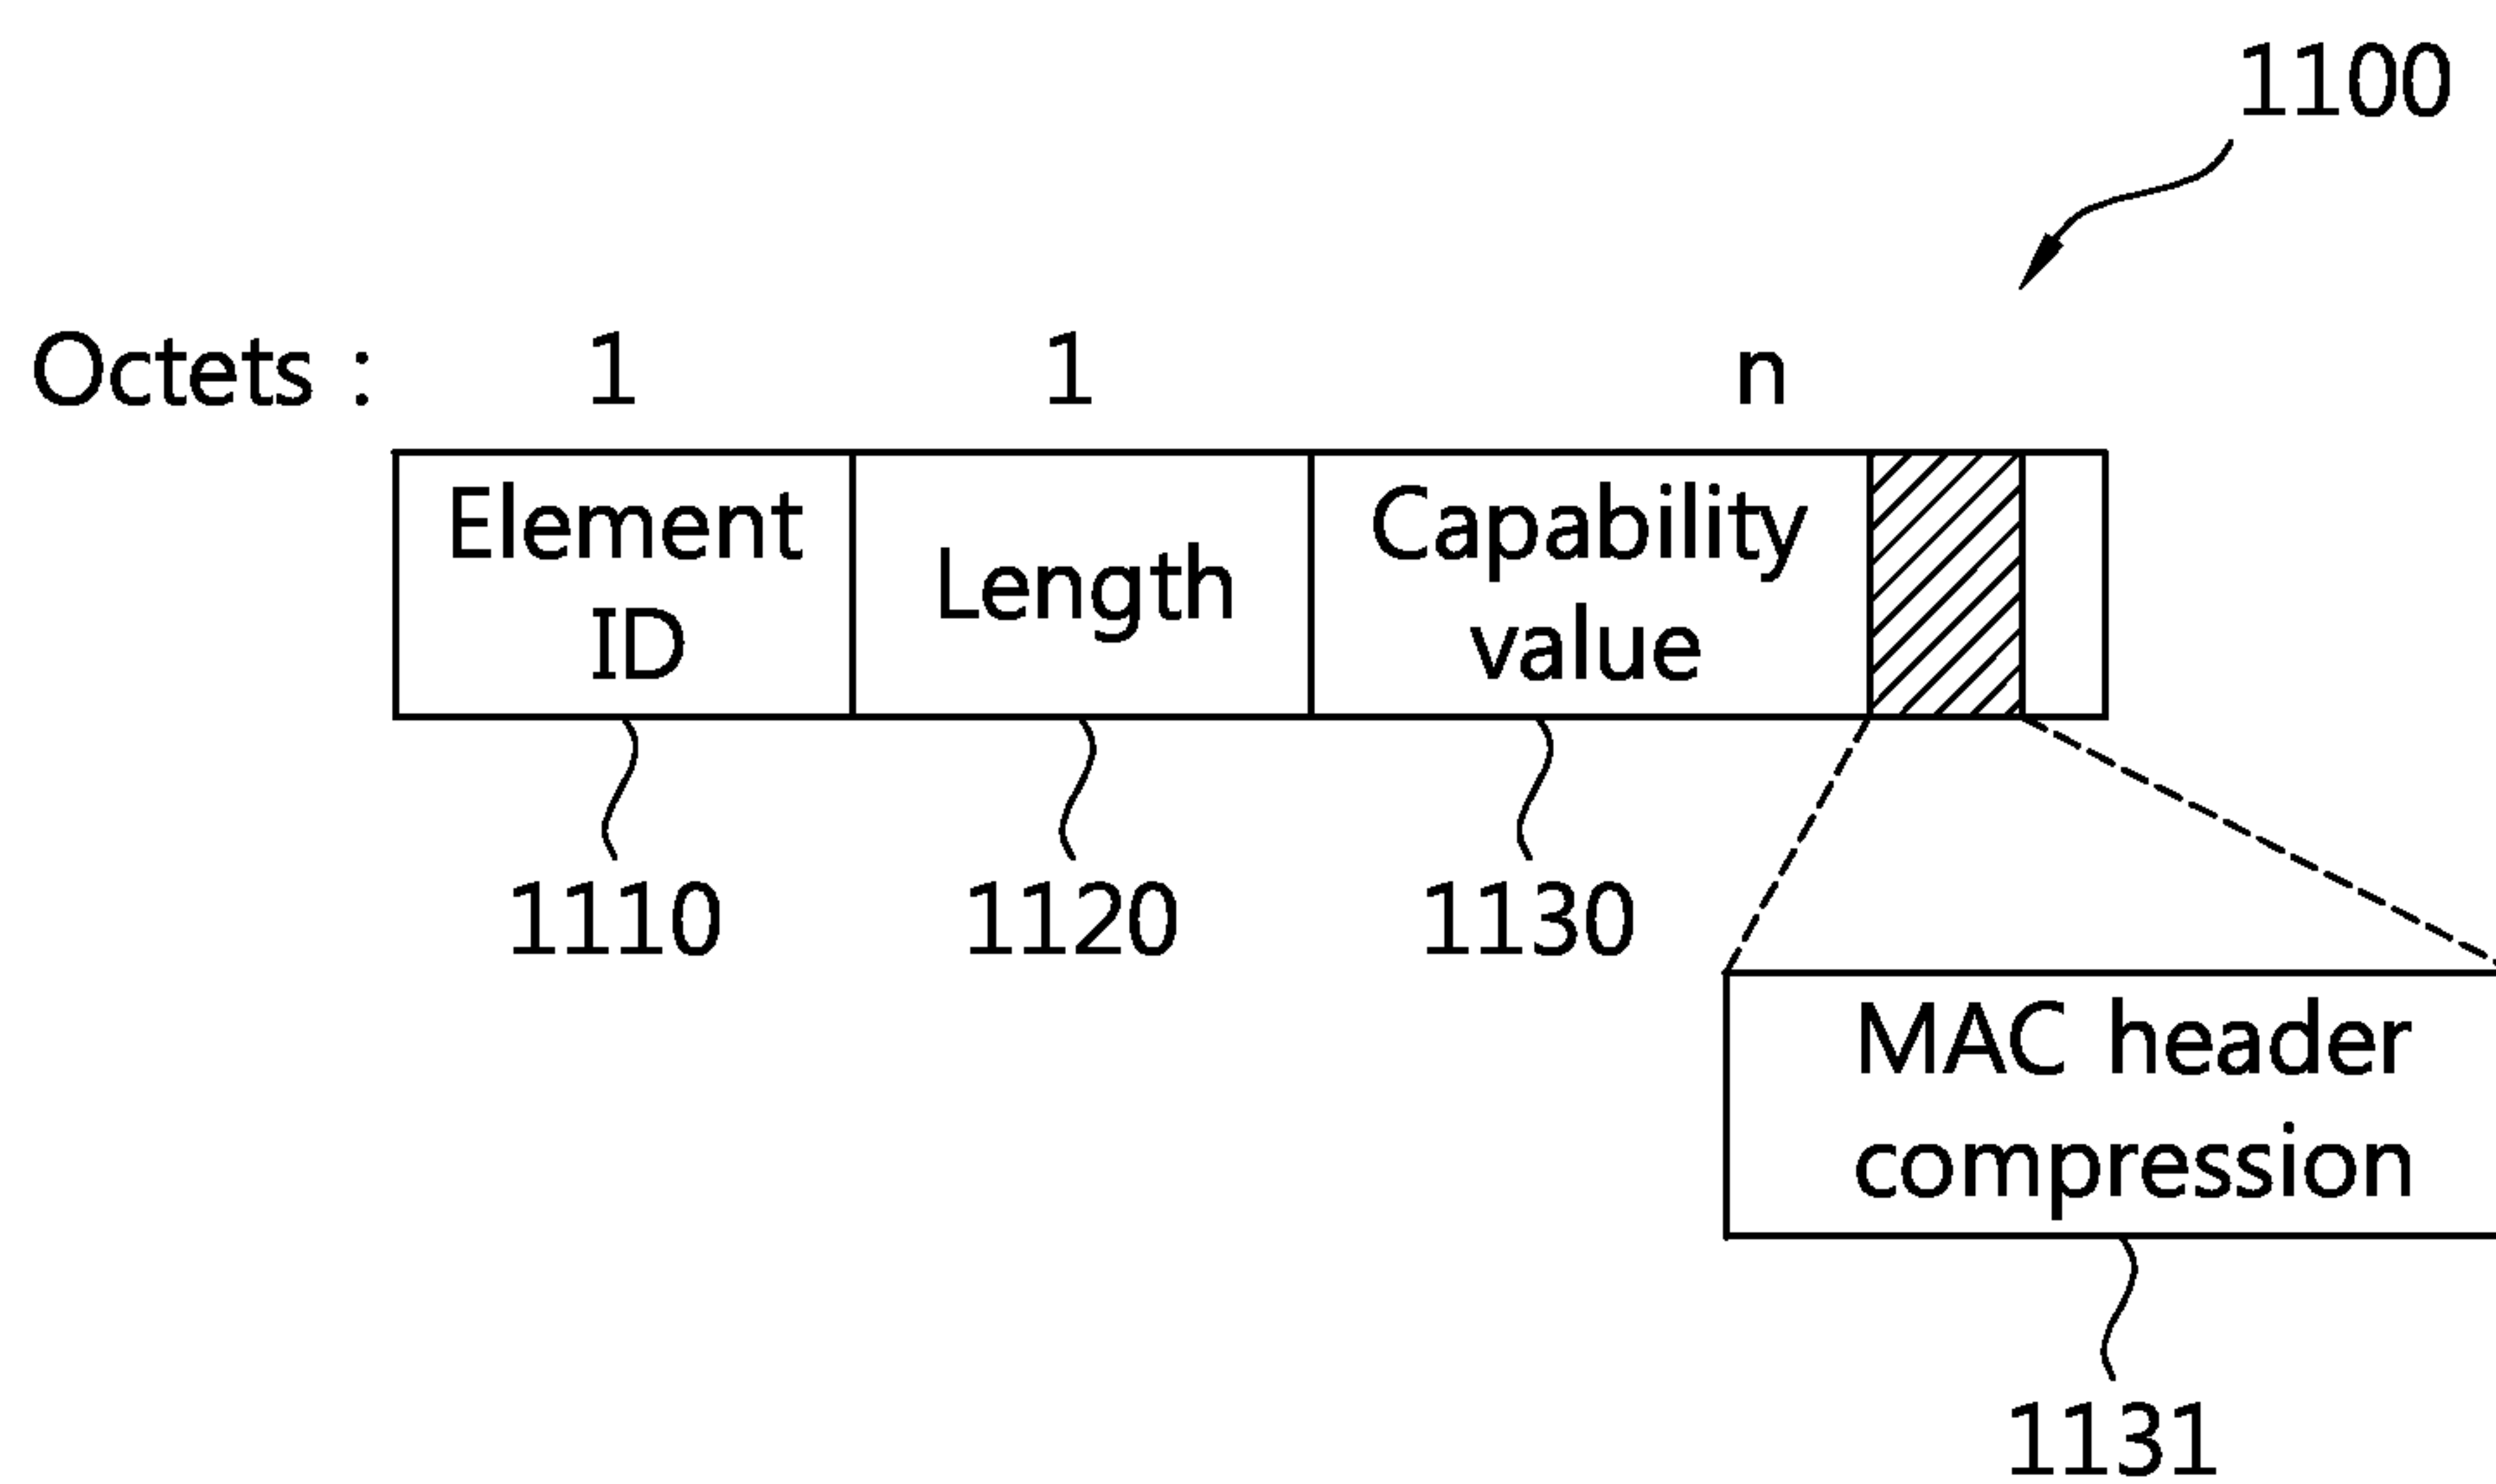 1100
Octets : 1 1 n
Element
ID
Length
Capability
value
1110 1120 1130
MAC header
compression
1131